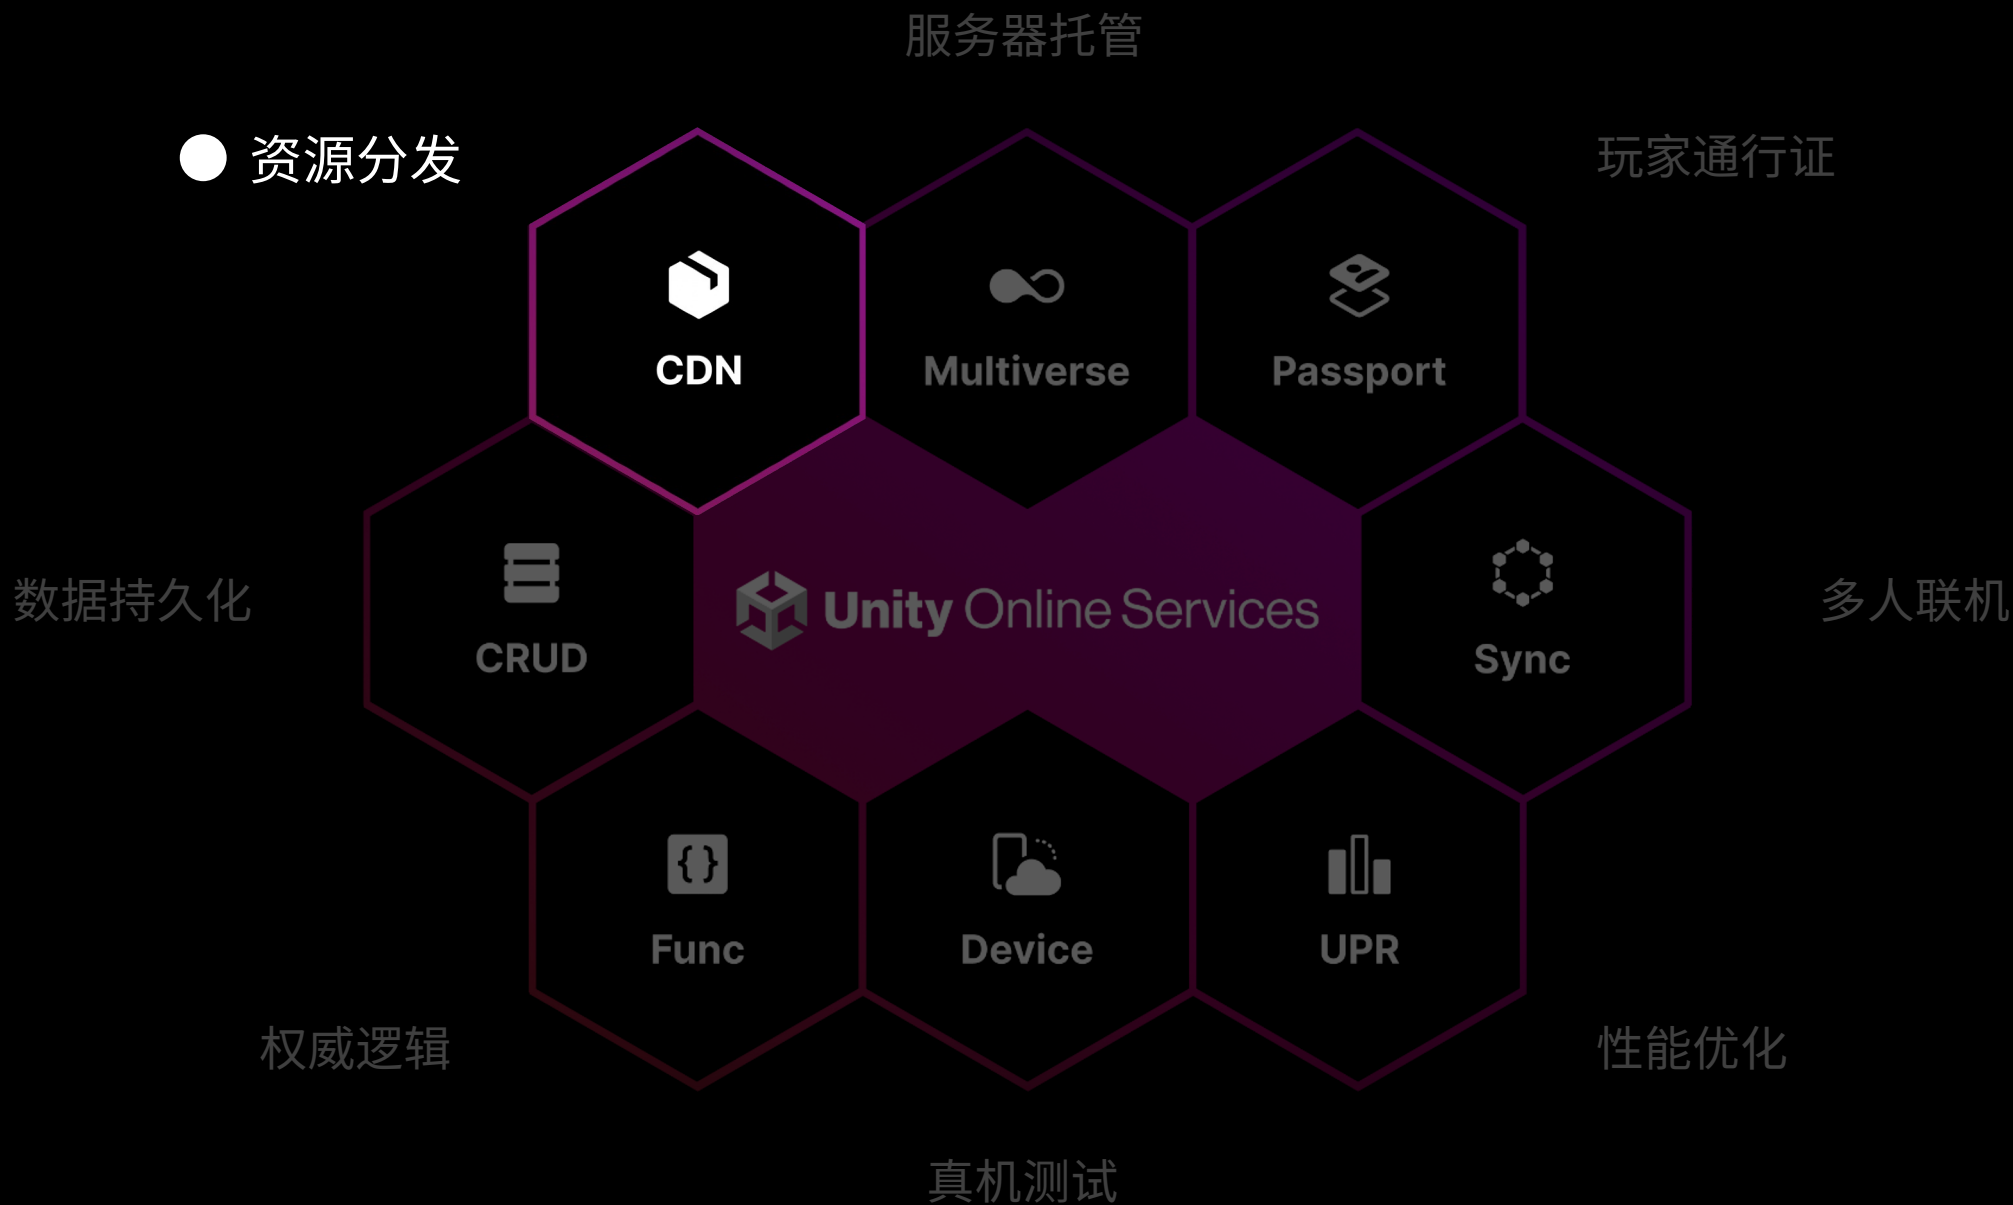 服务器托管
资源分发
玩家通行证
CDN
Multiverse
Passport
数据持久化
CRUD
Unity Online Services
Sync
多人联机
Func
Device
UPR
权威逻辑
性能优化
真机测试